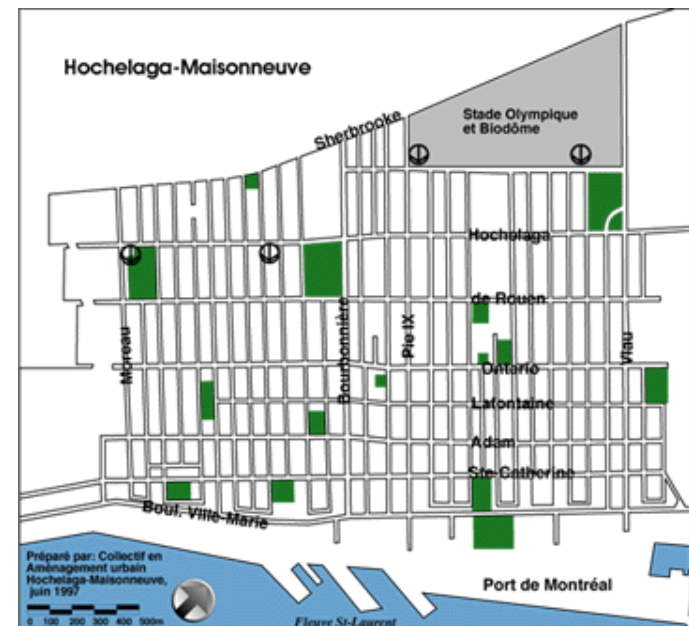 Hochelaga-Maisonneuve
Stade Olympique
et Biodôme
Sherbrooke
Hochelaga
de Rouen
Moreau
Bourbonnière
Pie IX
Viau
Ontario
Lafontaine
Adam
Ste-Catherine
Boul. Ville-Marie
Préparé par: Collectif en
Aménagement urbain
Hochelaga-Maisonneuve,
juin 1997
0 100 200 300 400 500m
Port de Montréal
Fleuve St-Laurent